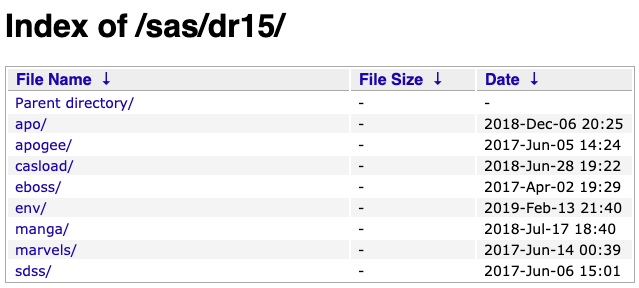 Index of /sas/dr15/
File Name ↓ File Size ↓ Date ↓
Parent directory/ - -
apo/ - 2018-Dec-06 20:25
apogee/ - 2017-Jun-05 14:24
casload/ - 2018-Jun-28 19:22
eboss/ - 2017-Apr-02 19:29
env/ - 2019-Feb-13 21:40
manga/ - 2018-Jul-17 18:40
marvels/ - 2017-Jun-14 00:39
sdss/ - 2017-Jun-06 15:01